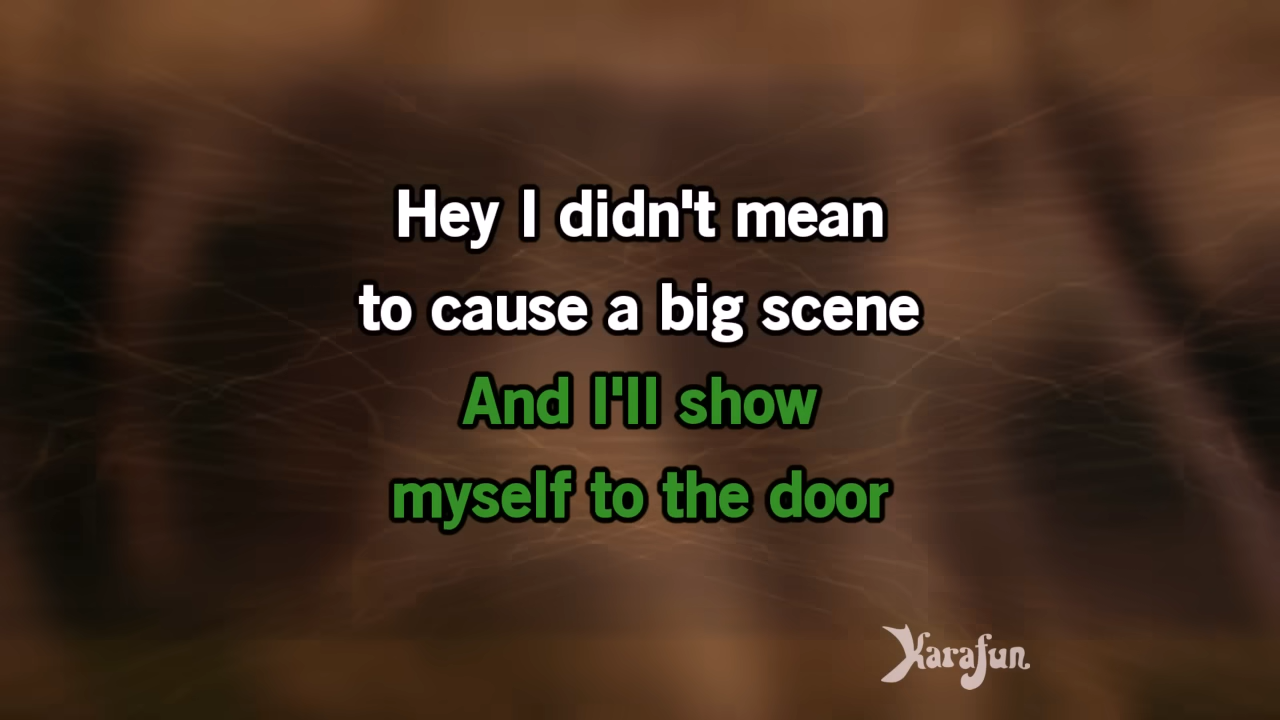 Hey I didn't mean
to cause a big scene
And I'll show
myself to the door
Karafun